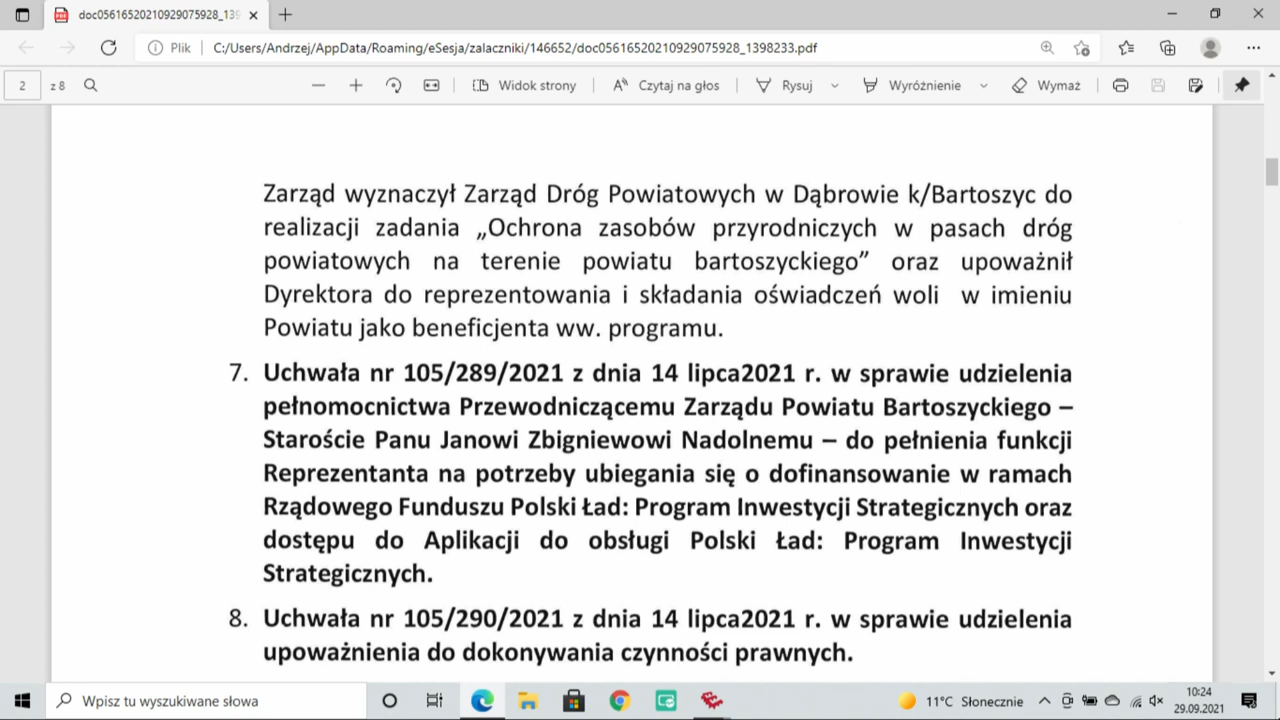 doc05616520210929075928_139
Plik
C:/Users/Andrzej/AppData/Roaming/eSesja/zalaczniki/146652/doc05616520210929075928_1398233.pdf
2 z 8
Widok strony
Czytaj na głos
Rysuj
Wyróżnienie
Wymaż
Zarząd wyznaczył Zarząd Dróg Powiatowych w Dąbrowie k/Bartoszyc do
realizacji zadania „Ochrona zasobów przyrodniczych w pasach dróg
powiatowych na terenie powiatu bartoszyckiego” oraz upoważnił
Dyrektora do reprezentowania i składania oświadczeń woli w imieniu
Powiatu jako beneficjenta ww. programu.
7. Uchwała nr 105/289/2021 z dnia 14 lipca2021 r. w sprawie udzielenia
pełnomocnictwa Przewodniczącemu Zarządu Powiatu Bartoszyckiego –
Staroście Panu Janowi Zbigniewowi Nadolnemu – do pełnienia funkcji
Reprezentanta na potrzeby ubiegania się o dofinansowanie w ramach
Rządowego Funduszu Polski Ład: Program Inwestycji Strategicznych oraz
dostępu do Aplikacji do obsługi Polski Ład: Program Inwestycji
Strategicznych.
8. Uchwała nr 105/290/2021 z dnia 14 lipca2021 r. w sprawie udzielenia
upoważnienia do dokonywania czynności prawnych.
Wpisz tu wyszukiwane słowa
11°C Słonecznie
10:24
29.09.2021